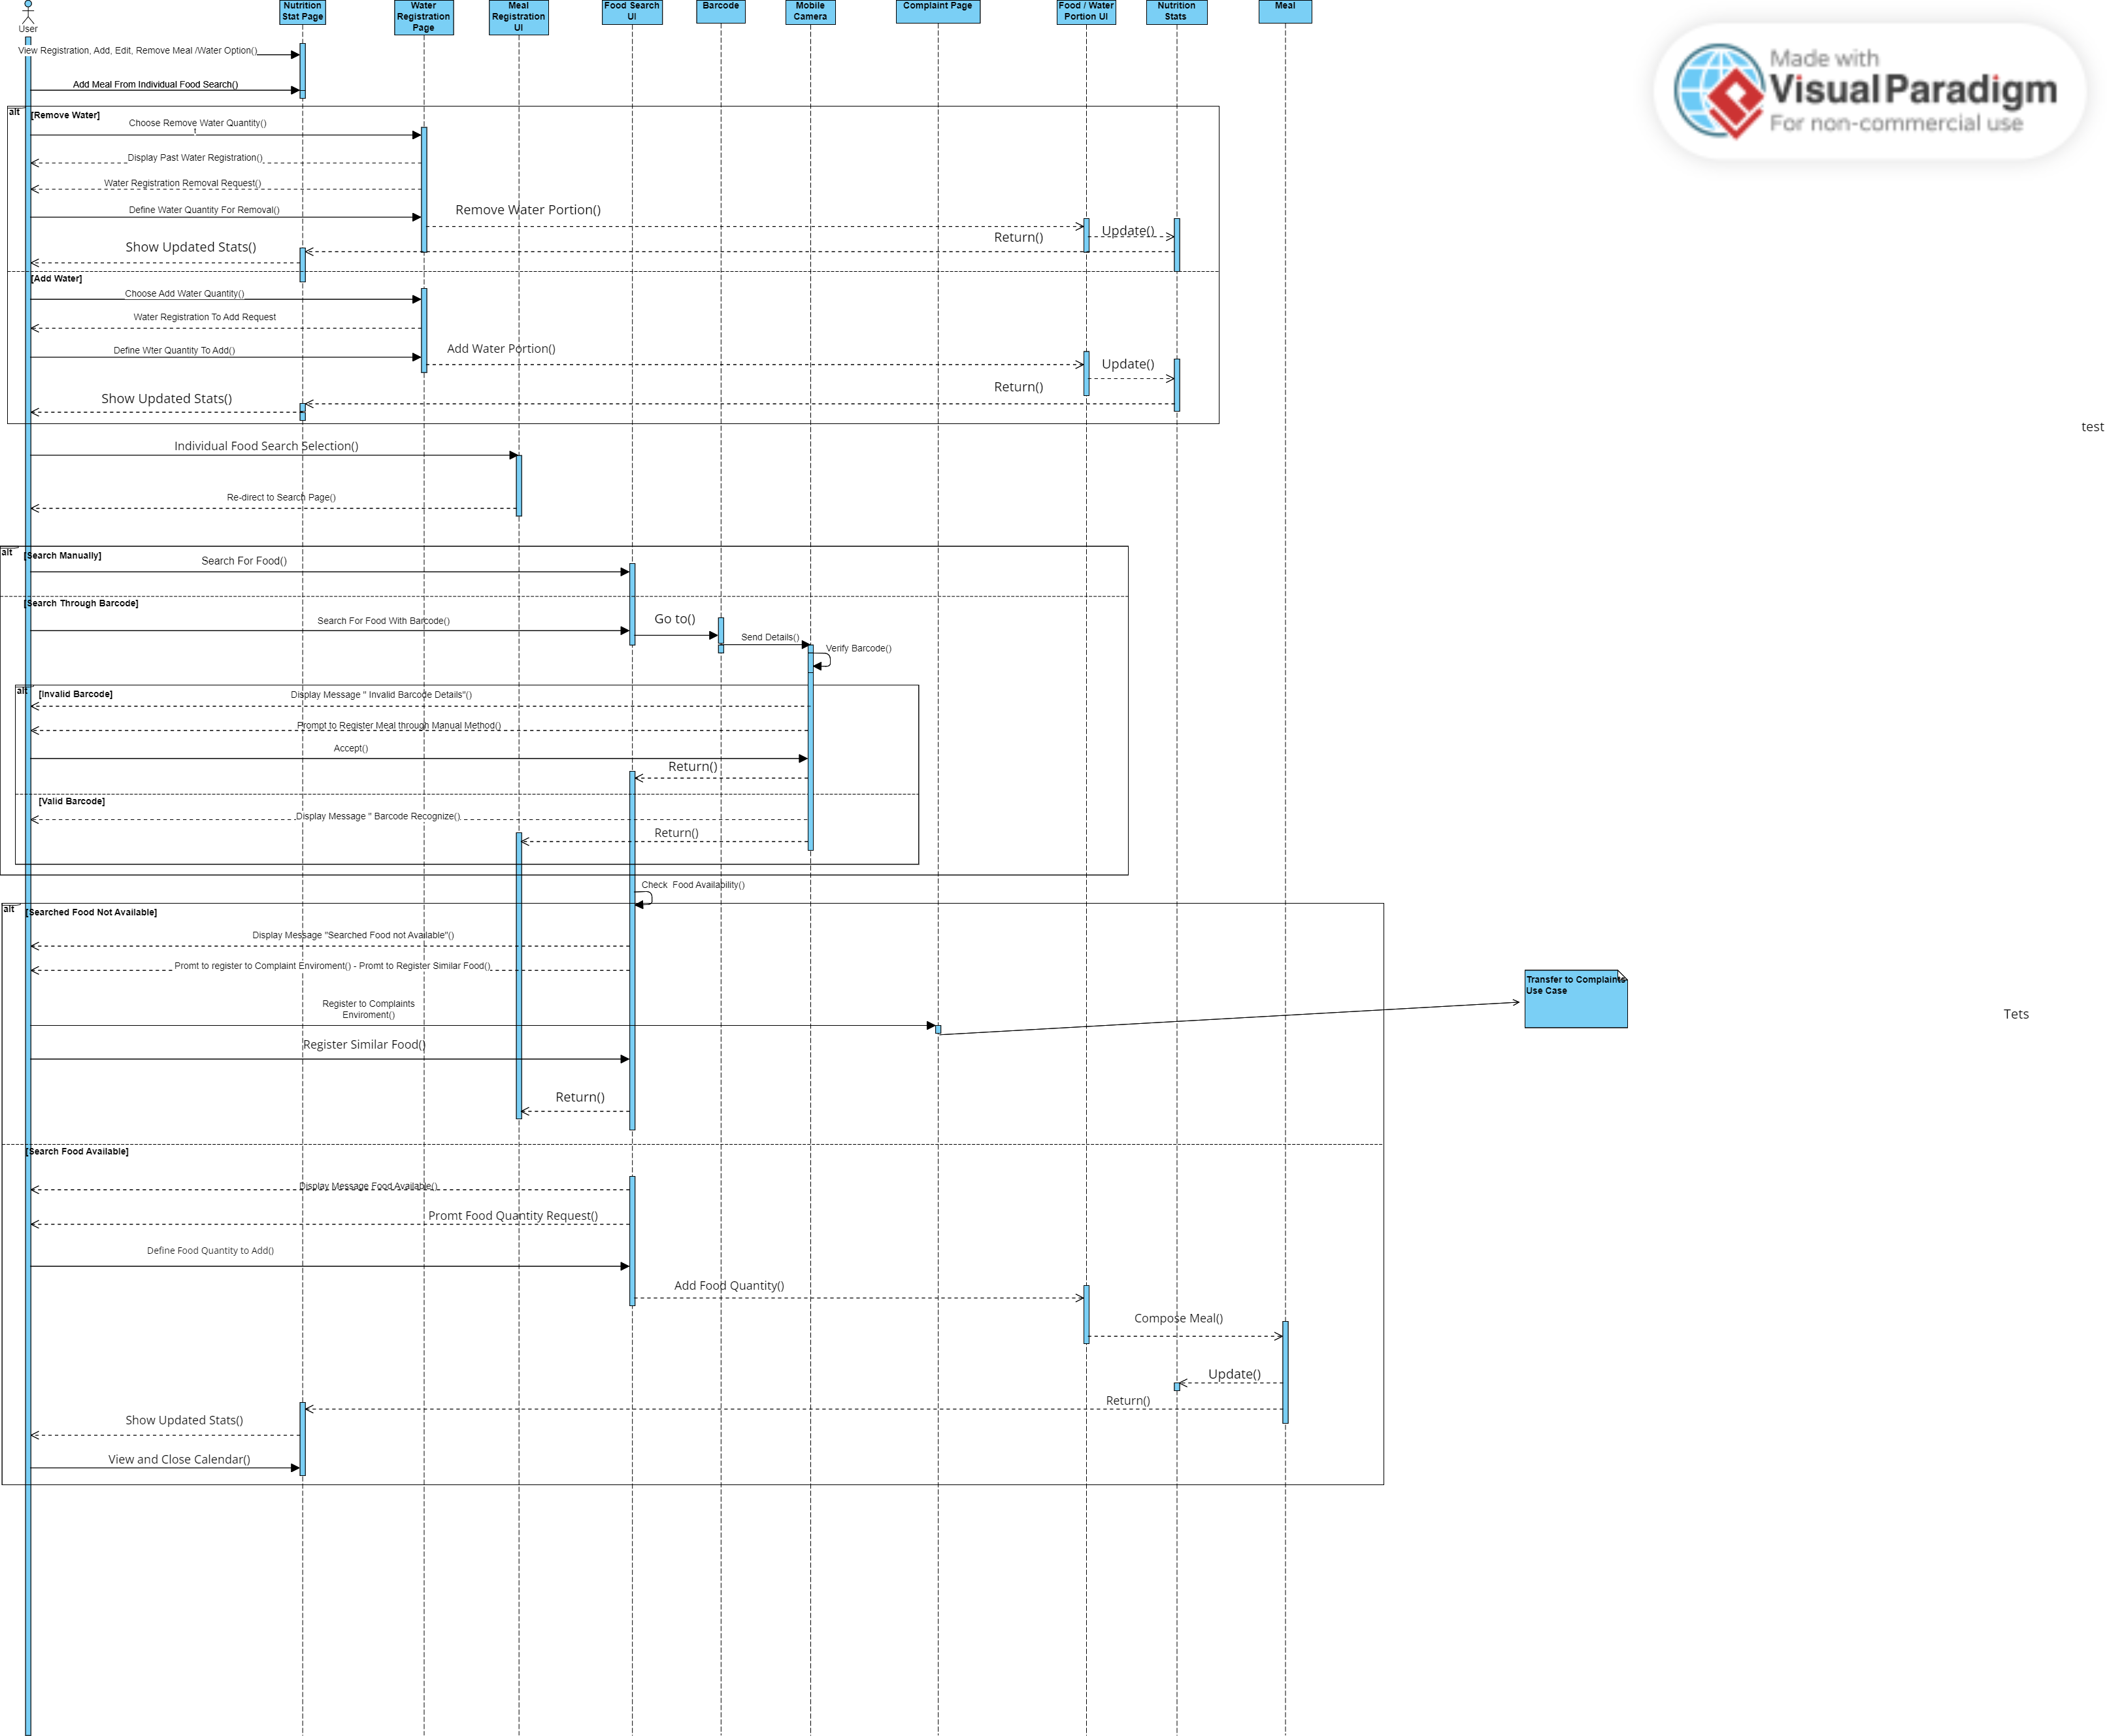 User
Nutrition
Stat Page
Water
Registration
Page
Meal
Registration
UI
Food Search
UI
Barcode
Mobile
Camera
Complaint Page
Food / Water
Portion UI
Nutrition
Stats
Meal
Made with
Visual Paradigm
For non-commercial use
View Registration, Add, Edit, Remove Meal /Water Option()
Add Meal From Individual Food Search()
alt
[Remove Water]
Choose Remove Water Quantity()
t
Display Past Water Registration()
Water Registration Removal Request()
Define Water Quantity For Removal()
Remove Water Portion()
Update()
Return()
Show Updated Stats()
[Add Water]
Choose Add Water Quantity()
Water Registration To Add Request
Define Wter Quantity To Add()
Add Water Portion()
Update()
Return()
Show Updated Stats()
test
Individual Food Search Selection()
Re-direct to Search Page()
alt
[Search Manually]
Search For Food()
[Search Through Barcode]
Search For Food With Barcode()
Go to()
Send Details()
Verify Barcode()
alt
[Invalid Barcode]
Display Message " Invalid Barcode Details"()
Prompt to Register Meal through Manual Method()
Accept()
Return()
[Valid Barcode]
Display Message " Barcode Recognize()
Return()
Check  Food Availability()
alt
[Searched Food Not Available]
Display Message "Searched Food not Available"()
Promt to register to Complaint Enviroment() - Promt to Register Similar Food()
Transfer to Complaints
Use Case
Register to Complaints
Enviroment()
Tets
Register Similar Food()
Return()
[Search Food Available]
Display Message Food Available()
Promt Food Quantity Request()
Define Food Quantity to Add()
Add Food Quantity()
Compose Meal()
Update()
Return()
Show Updated Stats()
View and Close Calendar()